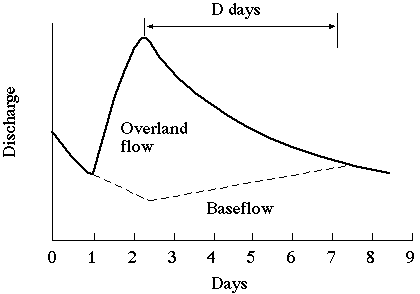 D days
Discharge
Overland
flow
Baseflow
0 1 2 3 4 5 6 7 8 9
Days